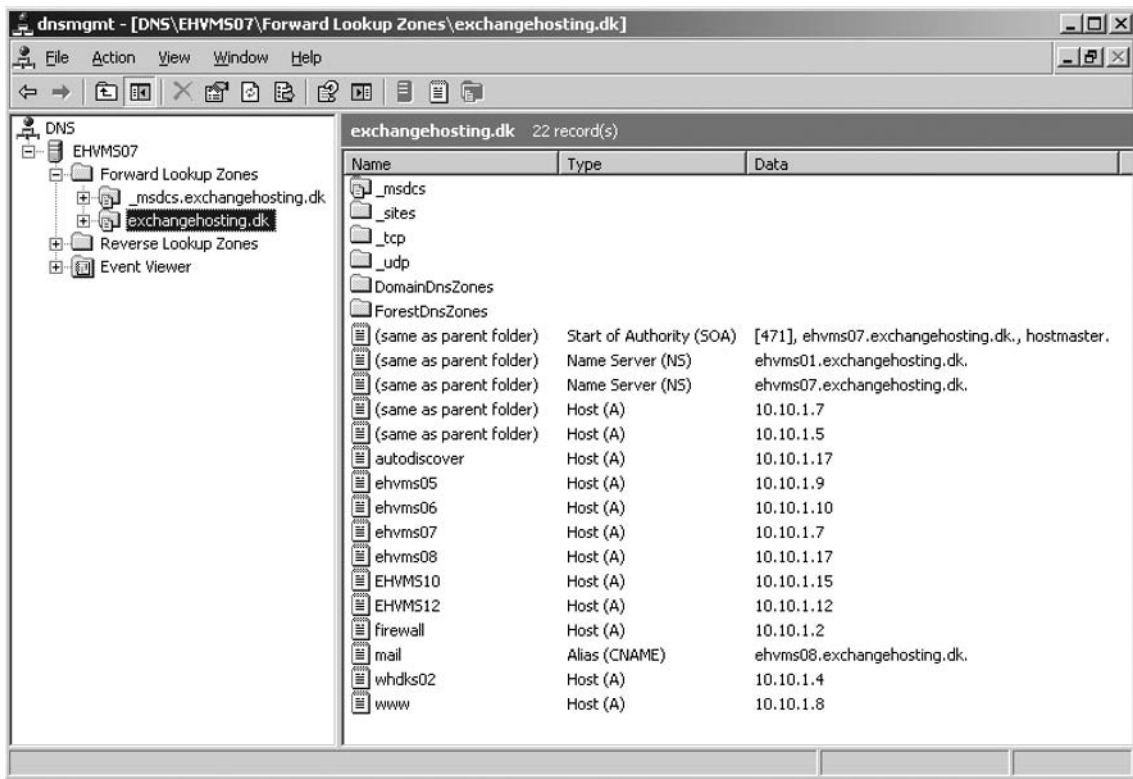 dnsmgmt - [DNS\EHVMS07\Forward Lookup Zones\exchangehosting.dk]
File Action View Window Help
DNS
EHVMS07
Forward Lookup Zones
_msdcs.exchangehosting.dk
exchangehosting.dk
Reverse Lookup Zones
Event Viewer
exchangehosting.dk 22 record(s)
Name Type Data
_msdcs
_sites
_tcp
_udp
DomainDnsZones
ForestDnsZones
(same as parent folder) Start of Authority (SOA) [471], ehvms07.exchangehosting.dk., hostmaster.
(same as parent folder) Name Server (NS) ehvms01.exchangehosting.dk.
(same as parent folder) Name Server (NS) ehvms07.exchangehosting.dk.
(same as parent folder) Host (A) 10.10.1.7
(same as parent folder) Host (A) 10.10.1.5
autodiscover Host (A) 10.10.1.17
ehvms05 Host (A) 10.10.1.9
ehvms06 Host (A) 10.10.1.10
ehvms07 Host (A) 10.10.1.7
ehvms08 Host (A) 10.10.1.17
EHVMS10 Host (A) 10.10.1.15
EHVMS12 Host (A) 10.10.1.12
firewall Host (A) 10.10.1.2
mail Alias (CNAME) ehvms08.exchangehosting.dk.
whdks02 Host (A) 10.10.1.4
www Host (A) 10.10.1.8